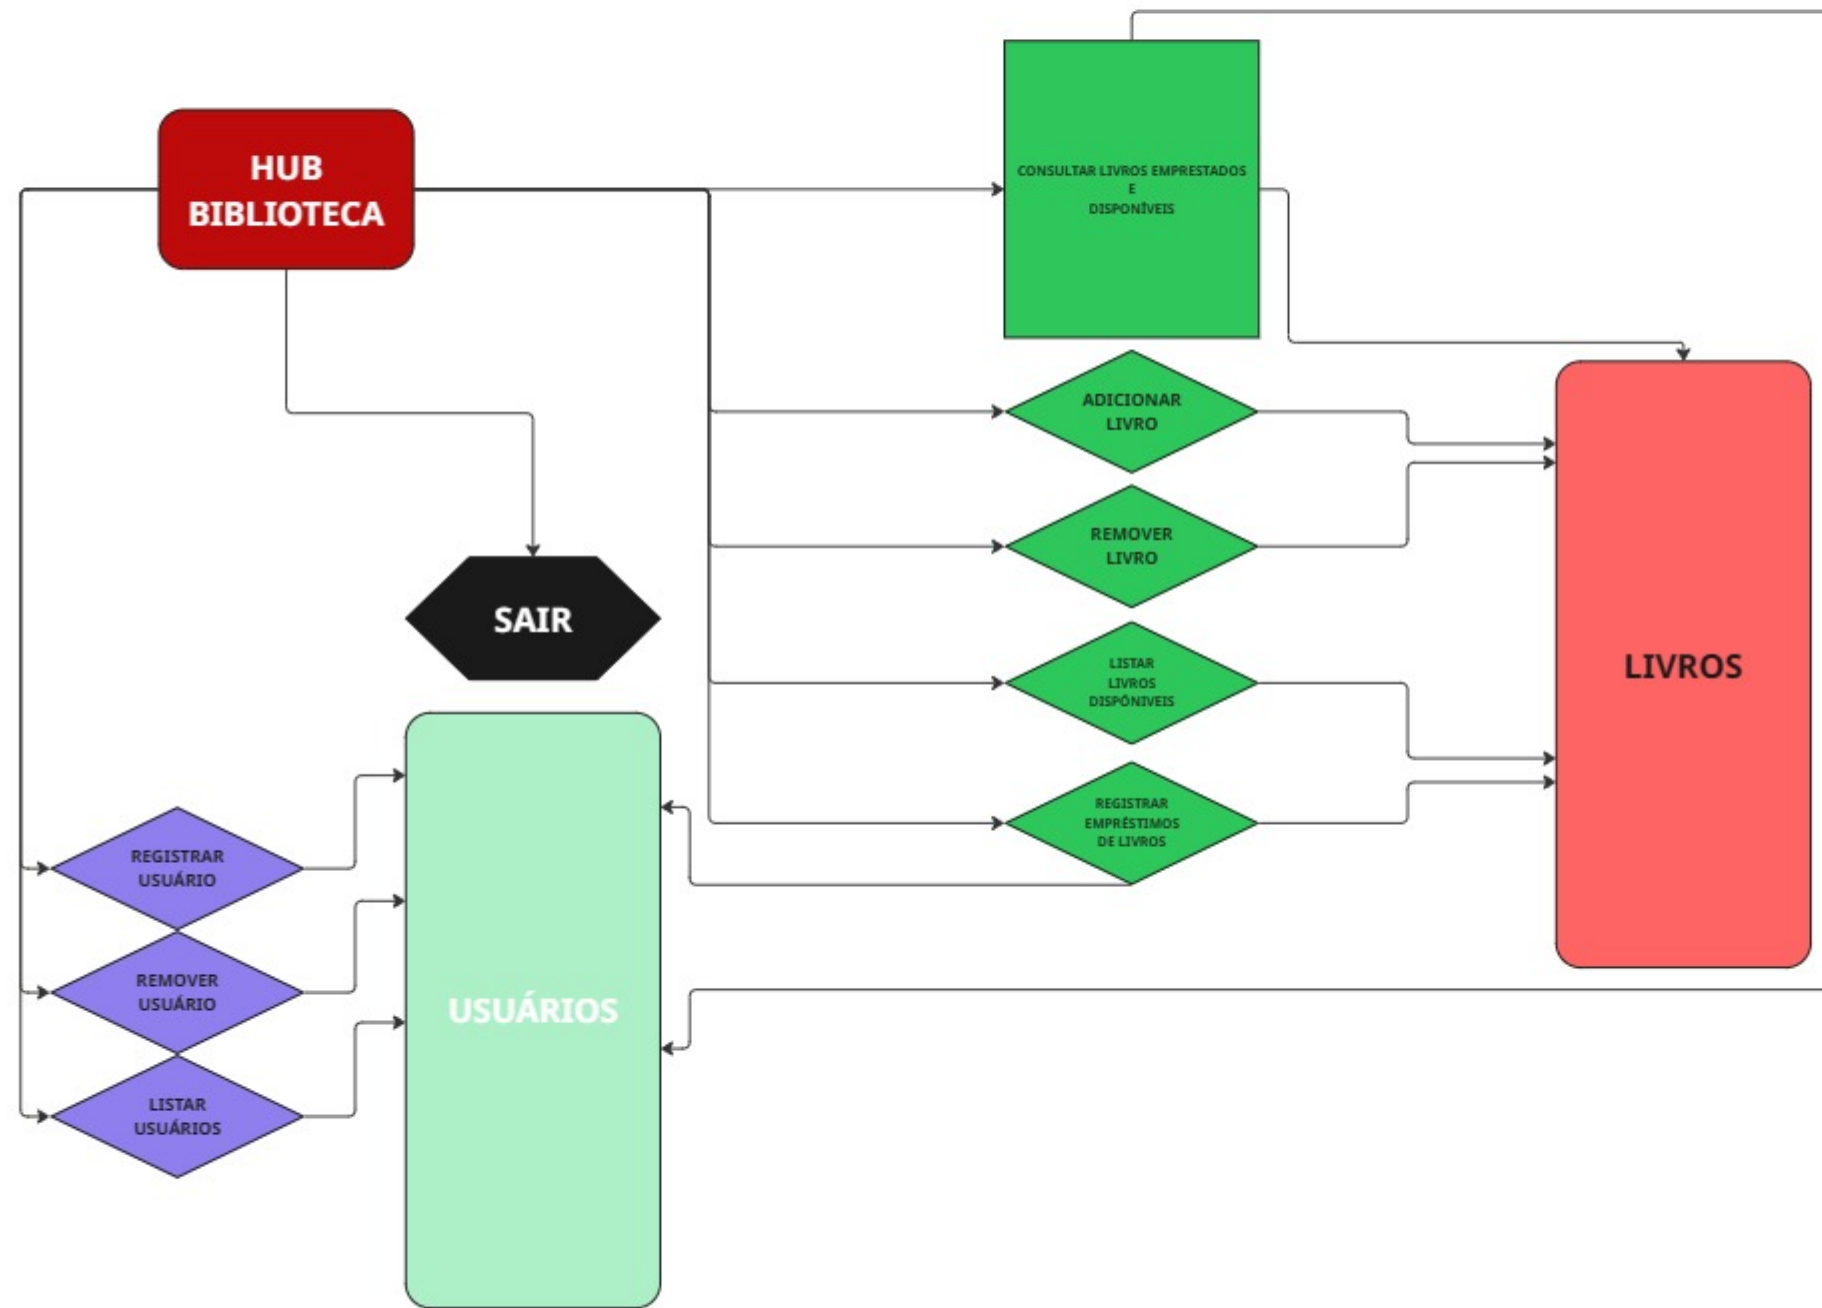 HUB
BIBLIOTECA
CONSULTAR LIVROS EMPRESTADOS
E
DISPONÍVEIS
ADICIONAR
LIVRO
REMOVER
LIVRO
SAIR
LISTAR
LIVROS
DISPÔNIVEIS
LIVROS
REGISTRAR
EMPRÉSTIMOS
DE LIVROS
REGISTRAR
USUÁRIO
REMOVER
USUÁRIO
USUÁRIOS
LISTAR
USUÁRIOS